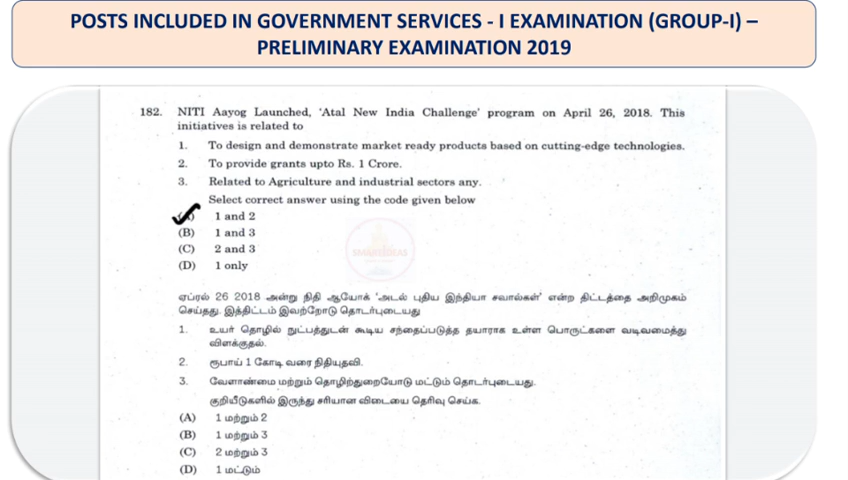 POSTS INCLUDED IN GOVERNMENT SERVICES - I EXAMINATION (GROUP-I) –
PRELIMINARY EXAMINATION 2019
182. NITI Aayog Launched, 'Atal New India Challenge' program on April 26, 2018. This
initiatives is related to
1. To design and demonstrate market ready products based on cutting-edge technologies.
2. To provide grants upto Rs. 1 Crore.
3. Related to Agriculture and industrial sectors any.
Select correct answer using the code given below
1 and 2
(B) 1 and 3
(C) 2 and 3
(D) 1 only
ஏப்ரல் 26 2018 அன்று நிதி ஆயோக் 'அடல் புதிய இந்தியா சவால்கள்' என்ற திட்டத்தை அறிமுகம்
செய்தது. இத்திட்டம் இவற்றோடு தொடர்புடையது
1. உயர் தொழில் நுட்பத்துடன் கூடிய சந்தைப்படுத்த தயாராக உள்ள பொருட்களை வடிவமைத்து
விளக்குதல்.
2. ரூபாய் 1 கோடி வரை நிதியுதவி.
3. வேளாண்மை மற்றும் தொழிற்துறையோடு மட்டும் தொடர்புடையது.
குறியீடுகளில் இருந்து சரியான விடையை தெரிவு செய்க.
(A) 1 மற்றும் 2
(B) 1 மற்றும் 3
(C) 2 மற்றும் 3
(D) 1 மட்டும்